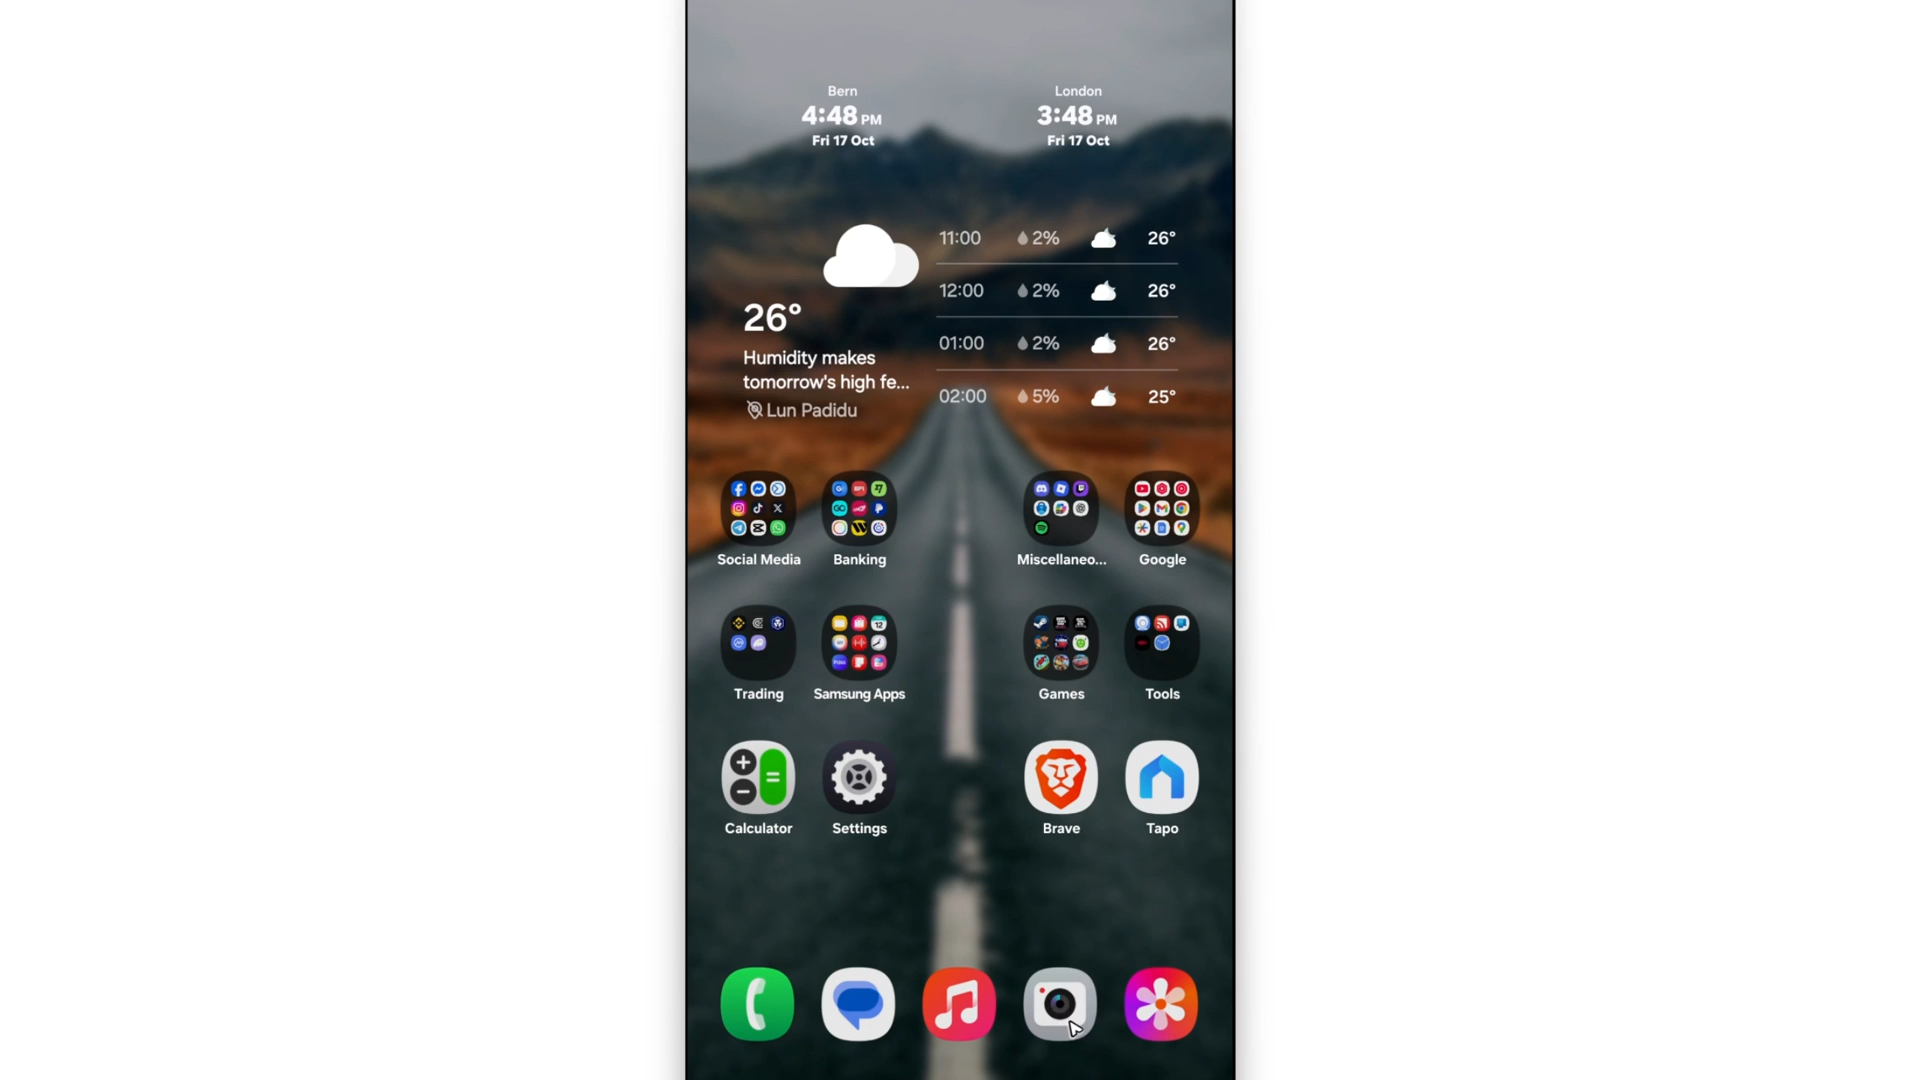 Bern
London
4:48 PM
3:48 PM
Fri 17 Oct
Fri 17 Oct
11:00 2% 26°
12:00 2% 26°
26°
01:00 2% 26°
Humidity makes
tomorrow's high fe...
02:00 5% 25°
Lun Padidu
Social Media
Banking
Miscellaneo...
Google
Trading
Samsung Apps
Games
Tools
Calculator
Settings
Brave
Tapo